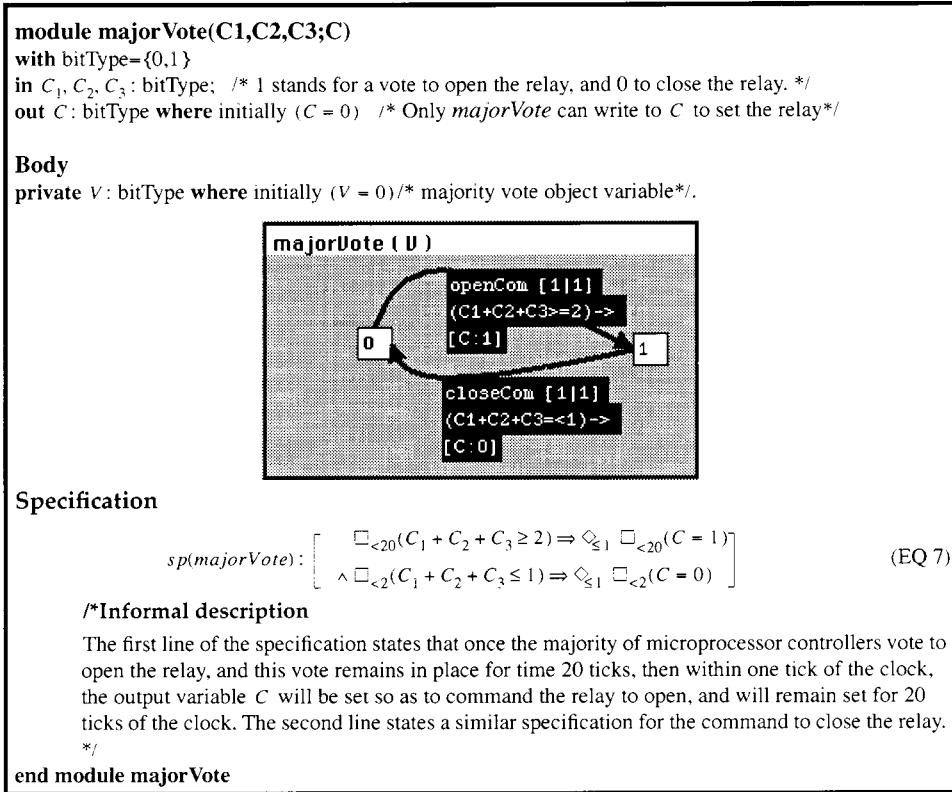 module majorVote(C1,C2,C3;C)
with bitType={0,1}
in C₁, C₂, C₃ : bitType; /* 1 stands for a vote to open the relay, and 0 to close the relay. */
out C : bitType where initially (C = 0) /* Only majorVote can write to C to set the relay*/
Body
private V : bitType where initially (V = 0)/* majority vote object variable*/.
majorVote ( V )
openCom [1|1]
(C1+C2+C3>=2)->
[C:1]
0
1
closeCom [1|1]
(C1+C2+C3=<1)->
[C:0]
Specification
sp(majorVote): [ □<20(C₁ + C₂ + C₃ ≥ 2) ⇒ ◇≤1 □<20(C = 1)
∧ □<2(C₁ + C₂ + C₃ ≤ 1) ⇒ ◇≤1 □<2(C = 0) ] (EQ 7)
/*Informal description
The first line of the specification states that once the majority of microprocessor controllers vote to
open the relay, and this vote remains in place for time 20 ticks, then within one tick of the clock,
the output variable C will be set so as to command the relay to open, and will remain set for 20
ticks of the clock. The second line states a similar specification for the command to close the relay.
*/
end module majorVote